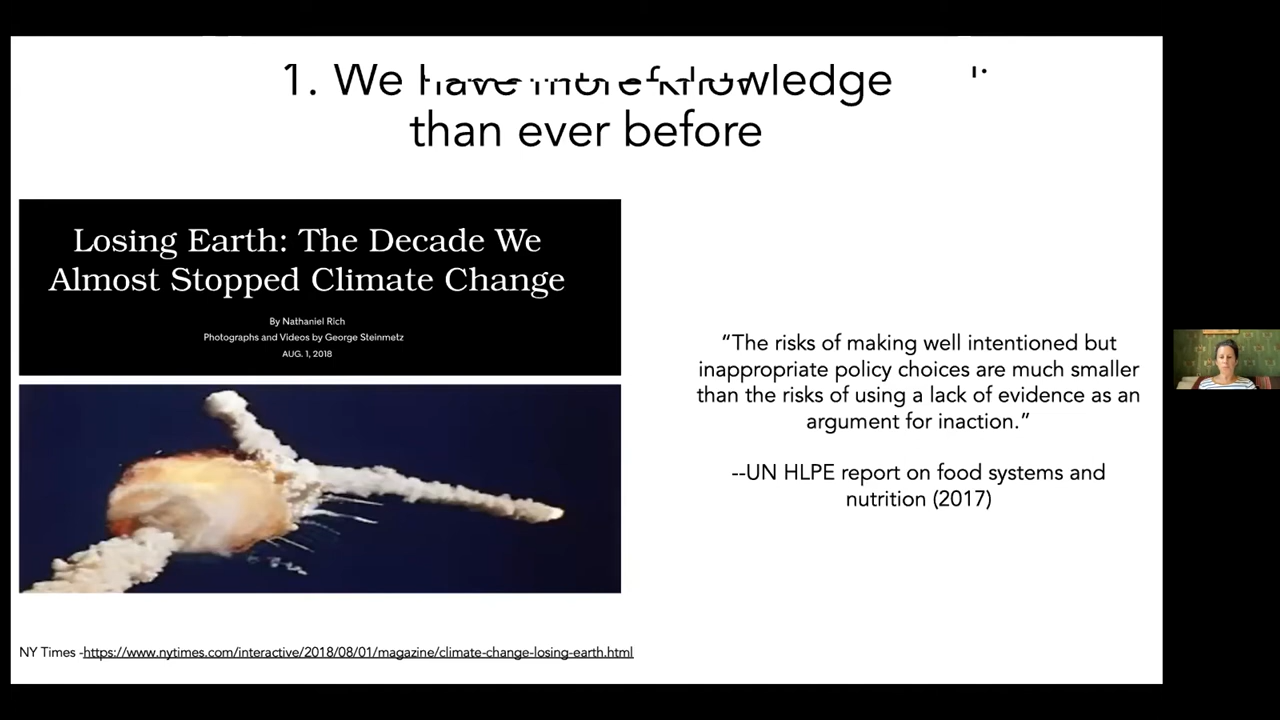 1. We have more knowledge
than ever before
Losing Earth: The Decade We
Almost Stopped Climate Change
By Nathaniel Rich
Photographs and Videos by George Steinmetz
AUG. 1, 2018
“The risks of making well intentioned but
inappropriate policy choices are much smaller
than the risks of using a lack of evidence as an
argument for inaction.”
--UN HLPE report on food systems and
nutrition (2017)
NY Times -https://www.nytimes.com/interactive/2018/08/01/magazine/climate-change-losing-earth.html